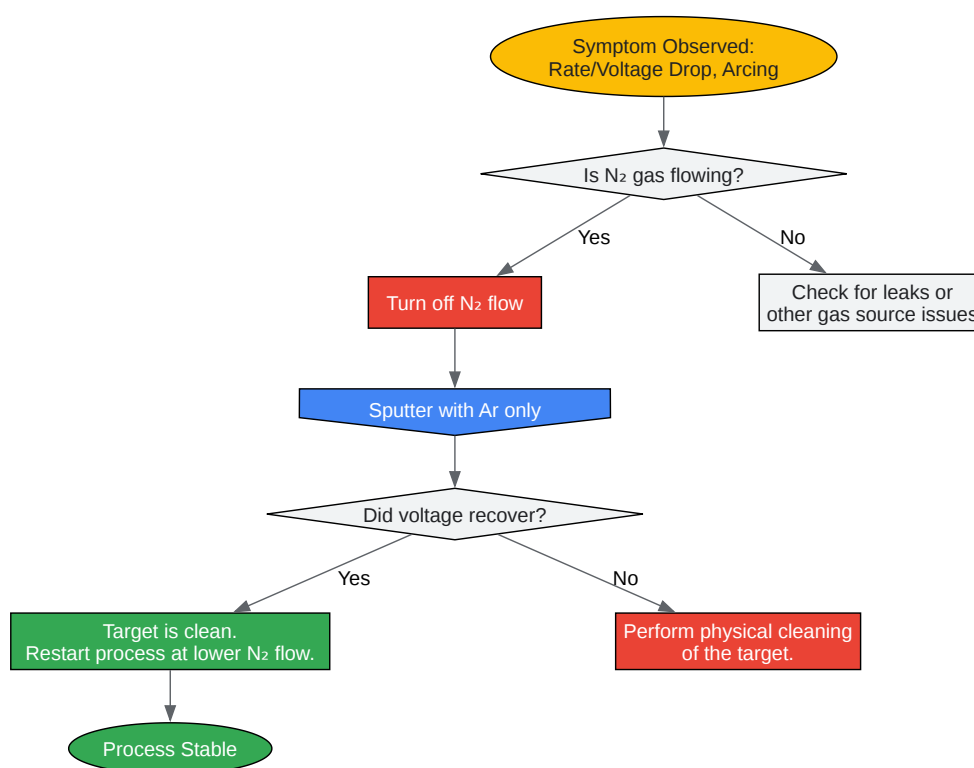 Symptom Observed:
Rate/Voltage Drop, Arcing
Is N₂ gas flowing?
Yes
No
Turn off N₂ flow
Check for leaks or
other gas source issues
Sputter with Ar only
Did voltage recover?
Yes
No
Target is clean.
Restart process at lower N₂ flow.
Perform physical cleaning
of the target.
Process Stable